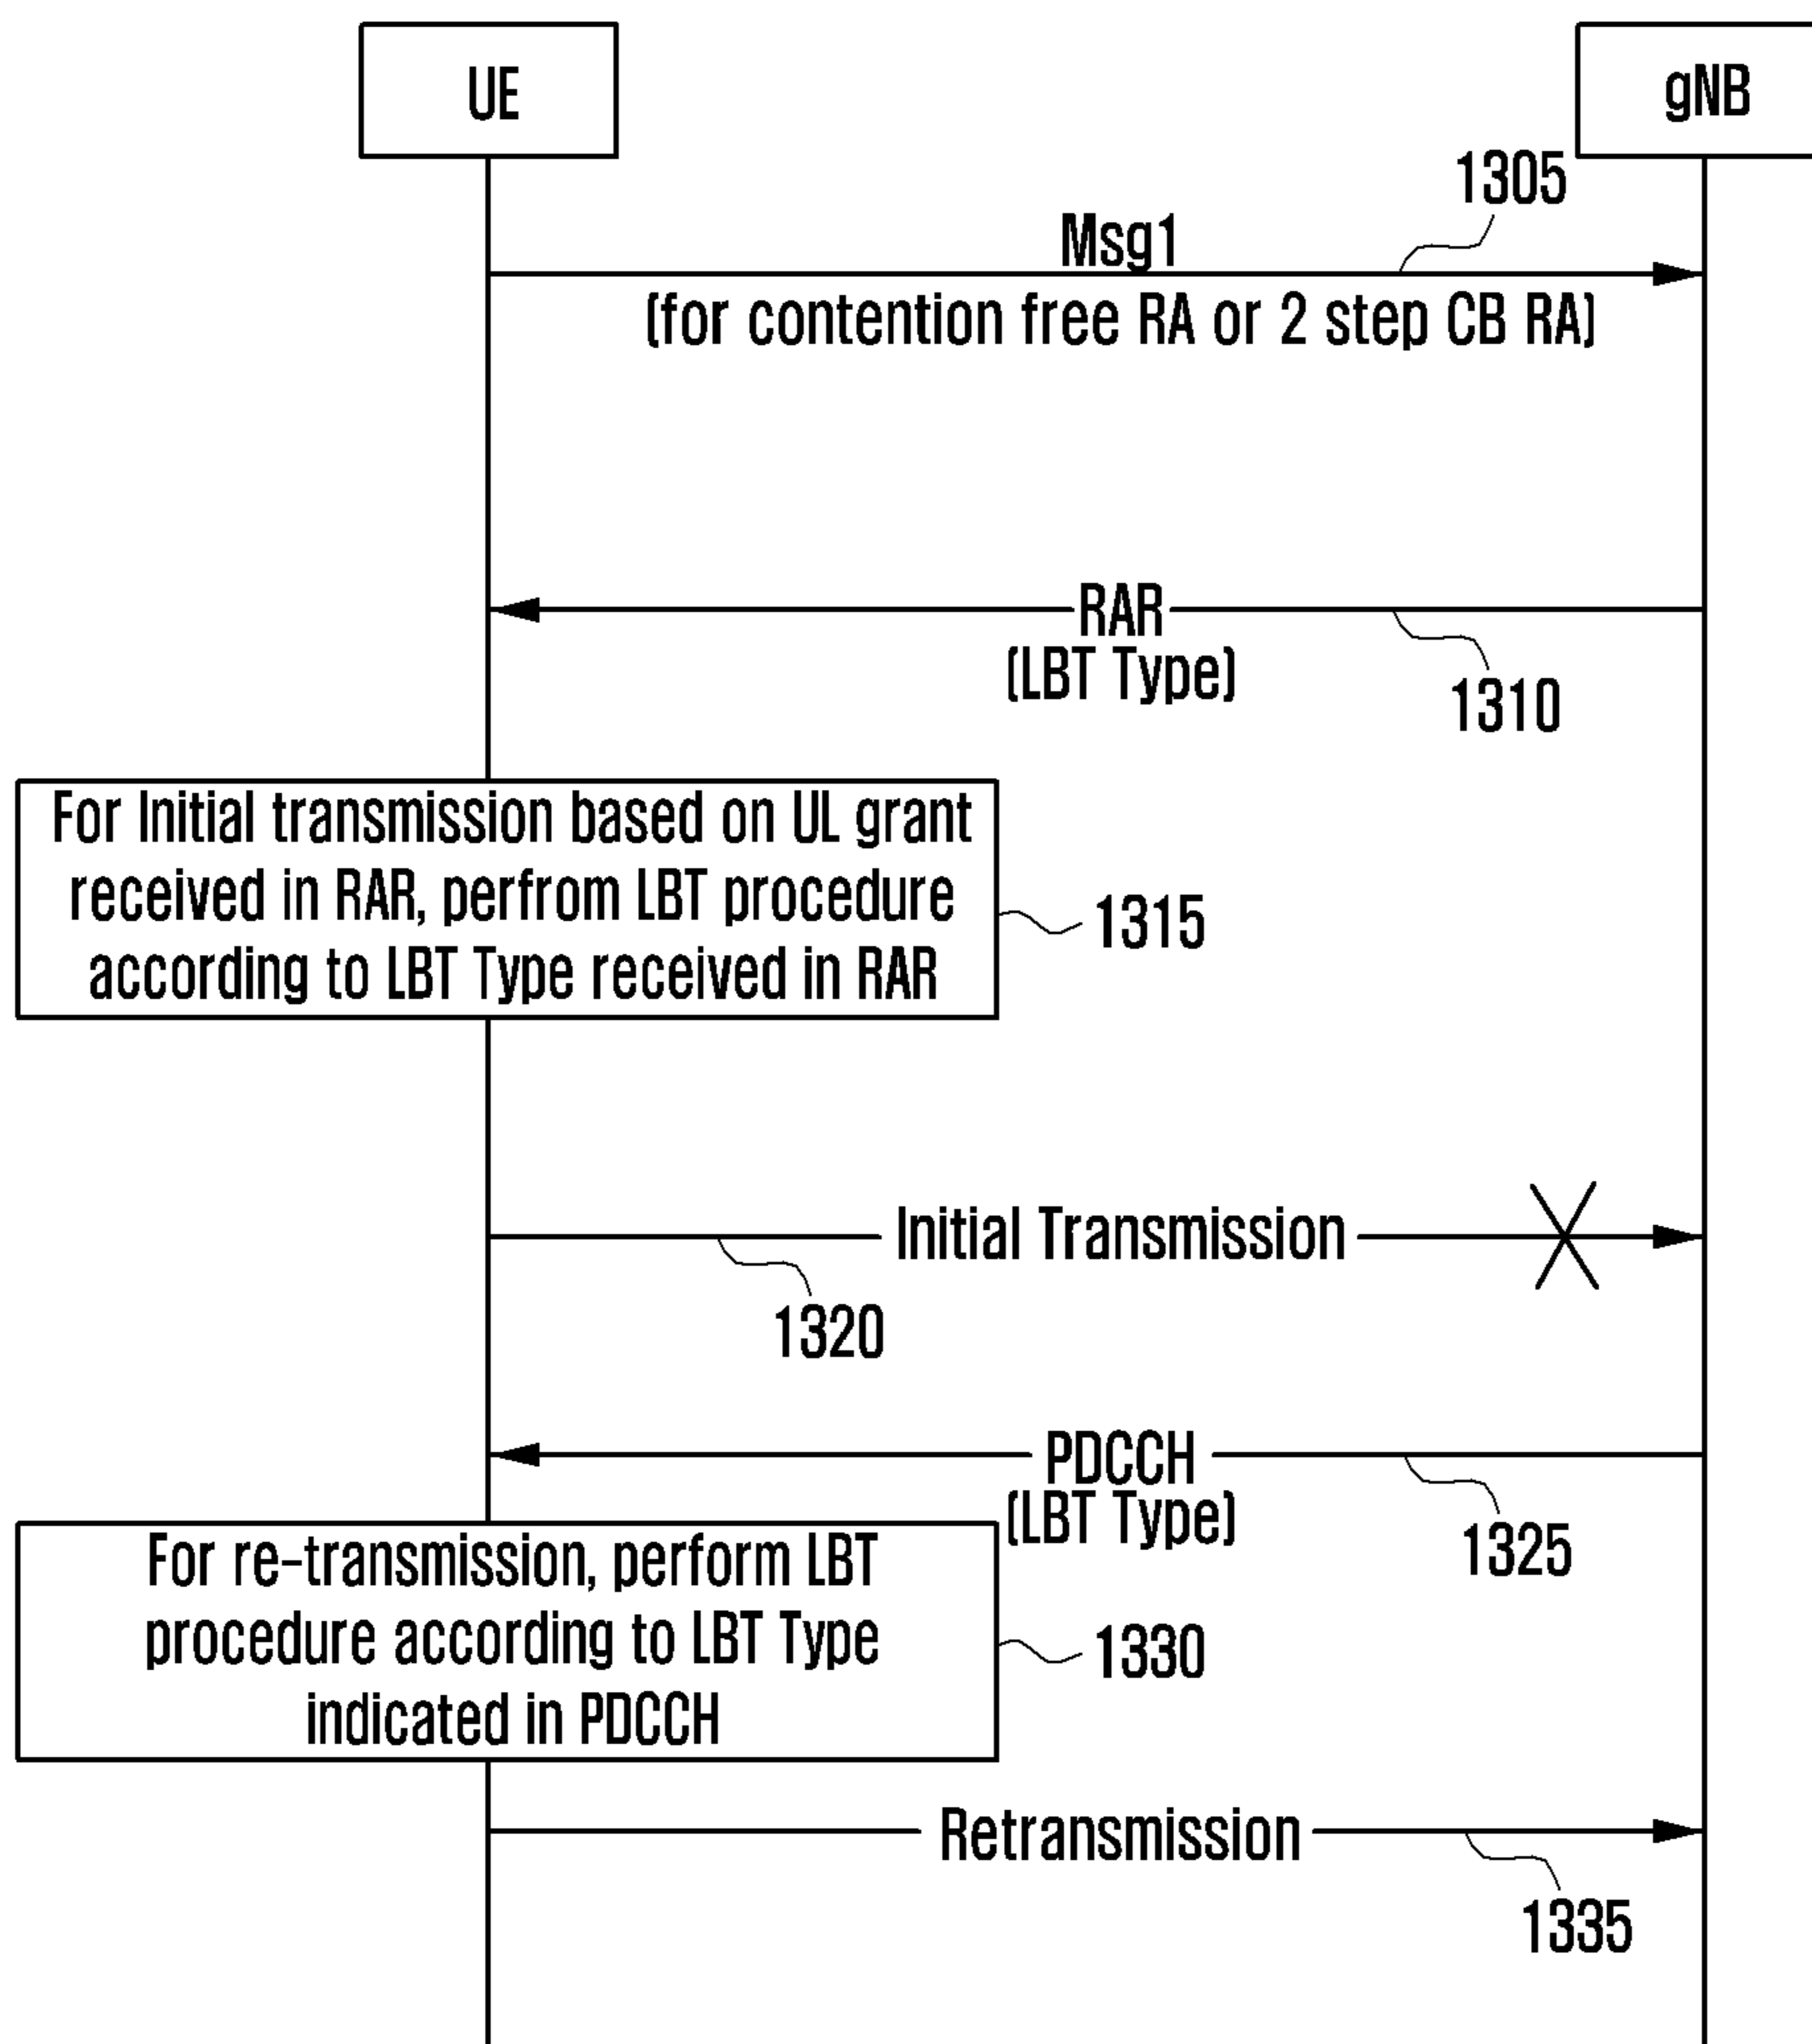 UE
gNB
1305
Msg1
(for contention free RA or 2 step CB RA)
RAR
(LBT Type)
1310
For Initial transmission based on UL grant
received in RAR, perfrom LBT procedure
according to LBT Type received in RAR
1315
Initial Transmission
1320
PDCCH
(LBT Type)
1325
For re-transmission, perform LBT
procedure according to LBT Type
indicated in PDCCH
1330
Retransmission
1335